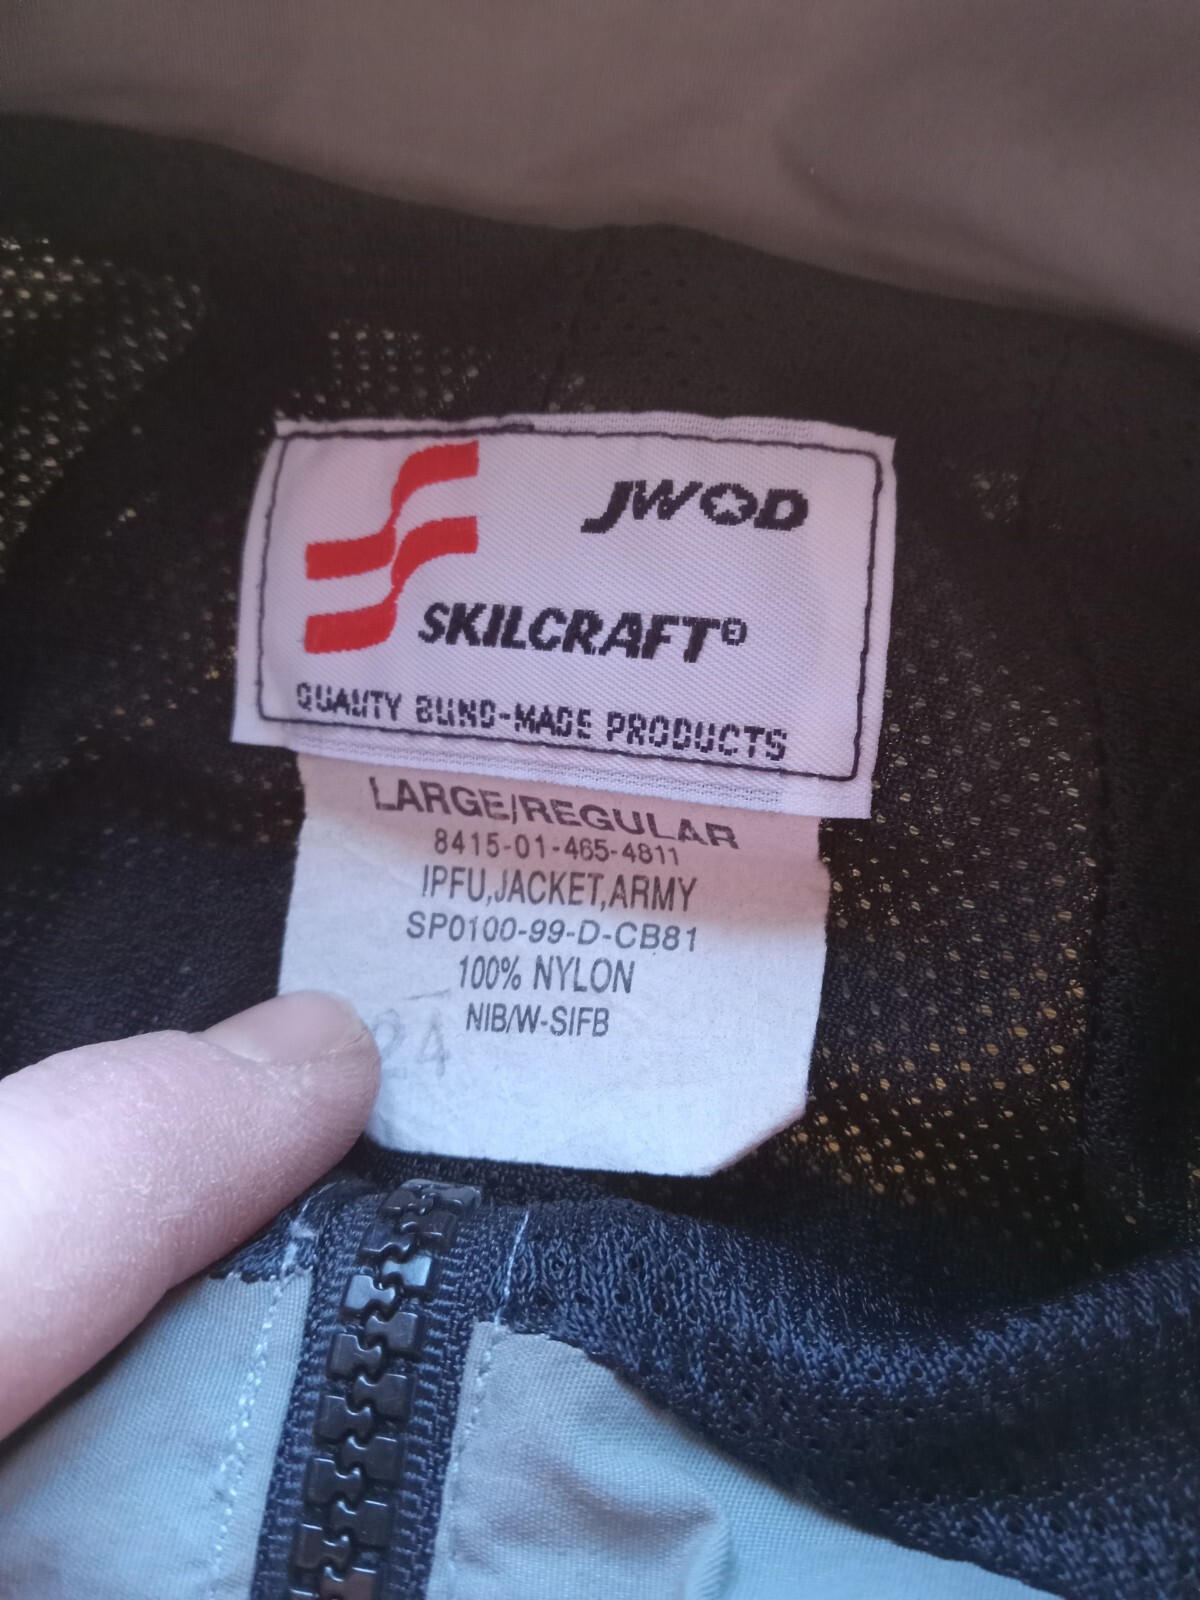 JWOD
SKILCRAFT®
QUALITY BLIND-MADE PRODUCTS
LARGE/REGULAR
8415-01-465-4811
IPFU,JACKET,ARMY
SP0100-99-D-CB81
100% NYLON
NIB/W-SIFB
24